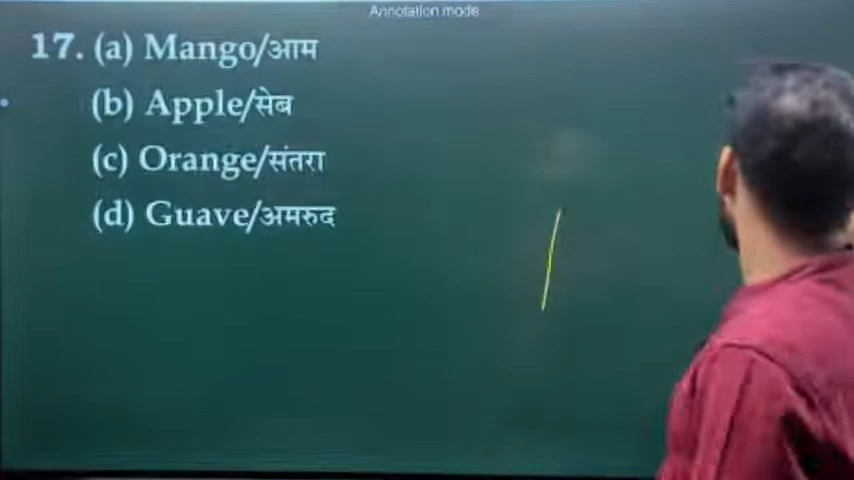 Annotation mode
17. (a) Mango/आम
(b) Apple/सेब
(c) Orange/संतरा
(d) Guave/अमरुद